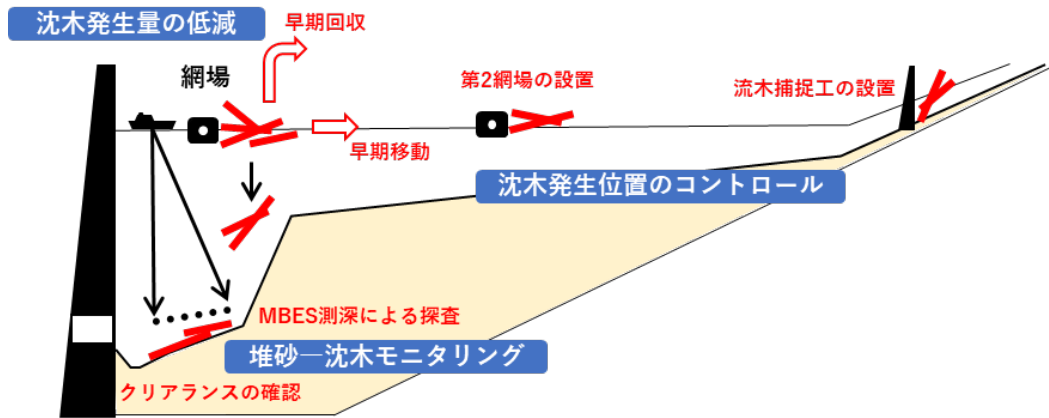 沈木発生量の低減
早期回収
網場
第2網場の設置
流木捕捉工の設置
早期移動
沈木発生位置のコントロール
MBES測深による探査
堆砂―沈木モニタリング
クリアランスの確認